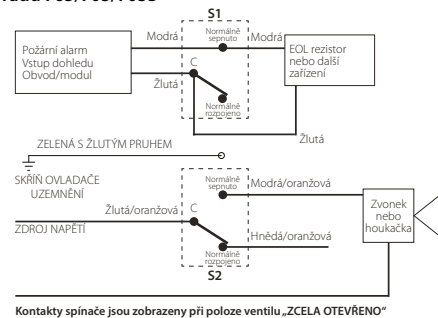 S1
Modrá
Normálně
sepnuto
Modrá
Požární alarm
Vstup dohledu
Obvod/modul
EOL rezistor
nebo další
zařízení
C
Žlutá
Normálně
rozpojeno
Žlutá
ZELENÁ S ŽLUTÝM PRUHEM
SKŘÍŇ OVLADAČE
UZEMNĚNÍ
Normálně
sepnuto
Modrá/oranžová
Žlutá/oranžová
C
Zvonek
nebo
houkačka
ZDROJ NAPĚTÍ
Hnědá/oranžová
Normálně
rozpojeno
S2
Kontakty spínače jsou zobrazeny při poloze ventilu „ZCELA OTEVŘENO“